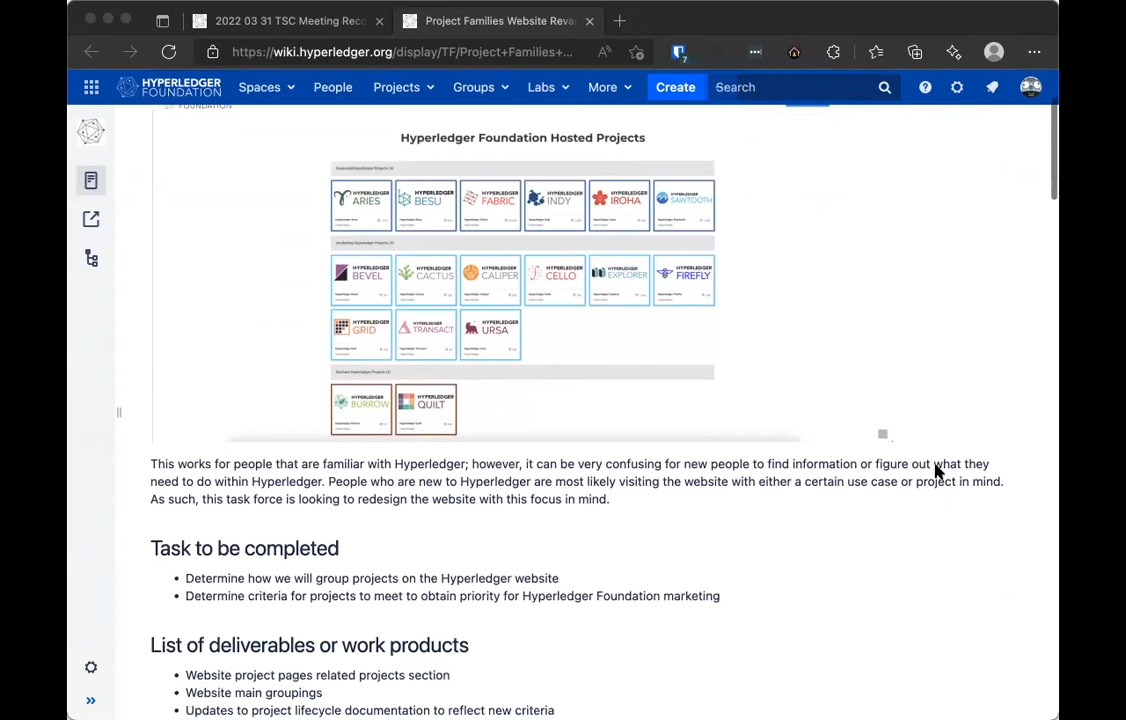 2022 03 31 TSC Meeting Reco
Project Families Website Reva
https://wiki.hyperledger.org/display/TF/Project+Families+...
7
HYPERLEDGER FOUNDATION
Spaces
People
Projects
Groups
Labs
More
Create
Search
FOUNDATION
Hyperledger Foundation Hosted Projects
HYPERLEDGER ARIES
HYPERLEDGER BESU
HYPERLEDGER FABRIC
HYPERLEDGER INDY
HYPERLEDGER IROHA
HYPERLEDGER SAWTOOTH
HYPERLEDGER BEVEL
HYPERLEDGER CACTUS
HYPERLEDGER CALIPER
HYPERLEDGER CELLO
HYPERLEDGER EXPLORER
HYPERLEDGER FIREFLY
HYPERLEDGER GRID
HYPERLEDGER TRANSACT
HYPERLEDGER URSA
HYPERLEDGER BURROW
HYPERLEDGER QUILT
This works for people that are familiar with Hyperledger; however, it can be very confusing for new people to find information or figure out what they
need to do within Hyperledger. People who are new to Hyperledger are most likely visiting the website with either a certain use case or project in mind.
As such, this task force is looking to redesign the website with this focus in mind.
Task to be completed
• Determine how we will group projects on the Hyperledger website
• Determine criteria for projects to meet to obtain priority for Hyperledger Foundation marketing
List of deliverables or work products
• Website project pages related projects section
• Website main groupings
• Updates to project lifecycle documentation to reflect new criteria